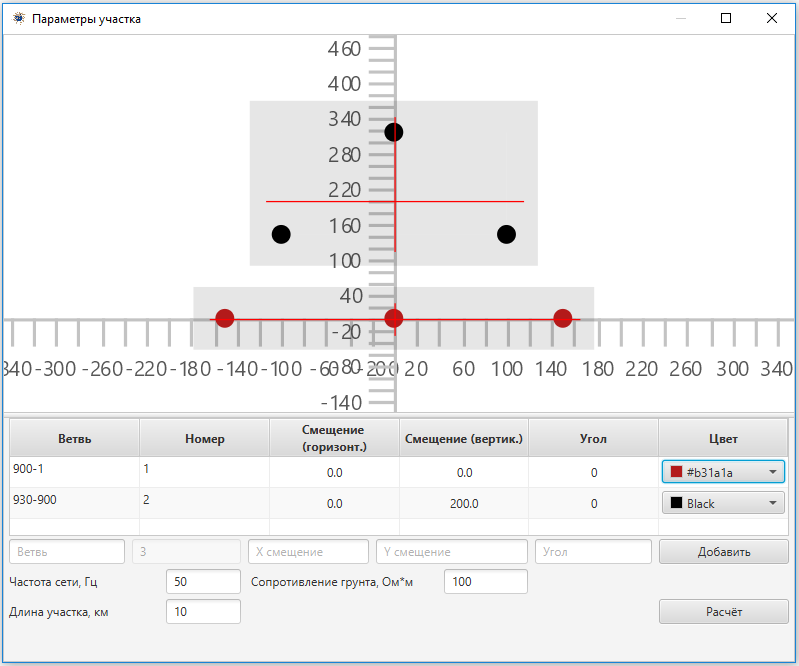 Параметры участка
460
400
340
280
220
160
100
40
-20
-80
-140
340 -300 -260 -220 -180 -140 -100 -60 -20 0 20 60 100 140 180 220 260 300 340
Ветвь Номер Смещение (горизонт.) Смещение (вертик.) Угол Цвет
900-1 1 0.0 0.0 0 #b31a1a
930-900 2 0.0 200.0 0 Black
Ветвь 3 X смещение Y смещение Угол Добавить
Частота сети, Гц 50 Сопротивление грунта, Ом*м 100
Длина участка, км 10 Расчёт